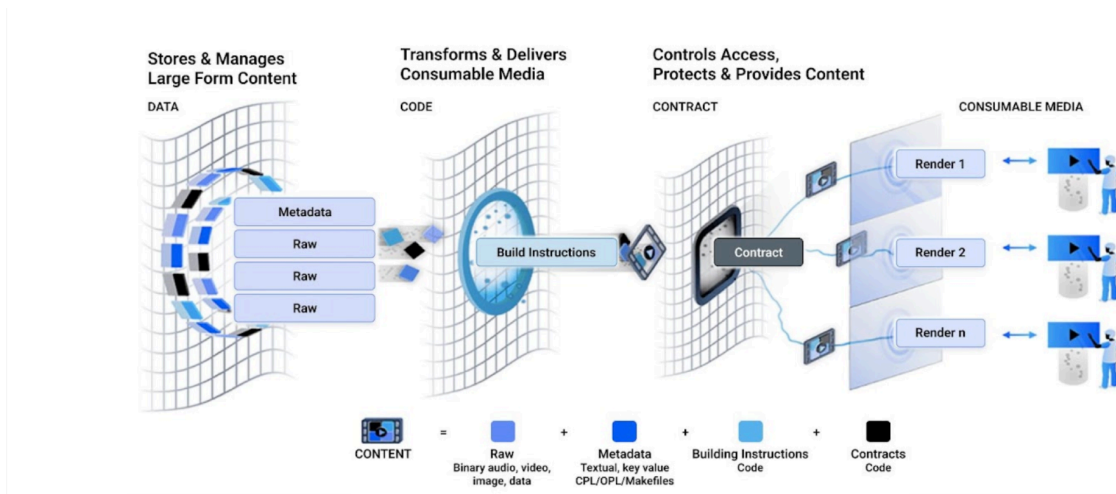 Stores & Manages
Large Form Content
DATA
Transforms & Delivers
Consumable Media
CODE
Controls Access,
Protects & Provides Content
CONTRACT
CONSUMABLE MEDIA
Metadata
Raw
Raw
Raw
Build Instructions
Contract
Render 1
Render 2
Render n
CONTENT
=
Raw
Binary audio, video,
image, data
+
Metadata
Textual, key value
CPL/OPL/Makefiles
+
Building Instructions
Code
+
Contracts
Code